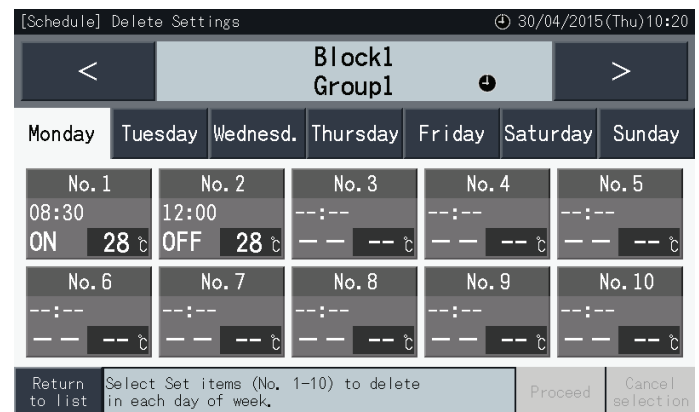 [Schedule] Delete Settings 30/04/2015(Thu)10:20
< Block1 >
Group1
Monday Tuesday Wednesd. Thursday Friday Saturday Sunday
No.1 No.2 No.3 No.4 No.5
08:30 12:00 --:-- --:-- --:--
ON 28℃ OFF 28℃ -- --℃ -- --℃ -- --℃
No.6 No.7 No.8 No.9 No.10
--:-- --:-- --:-- --:-- --:--
-- --℃ -- --℃ -- --℃ -- --℃ -- --℃
Return Select Set items (No. 1-10) to delete Proceed Cancel
to list in each day of week. selection